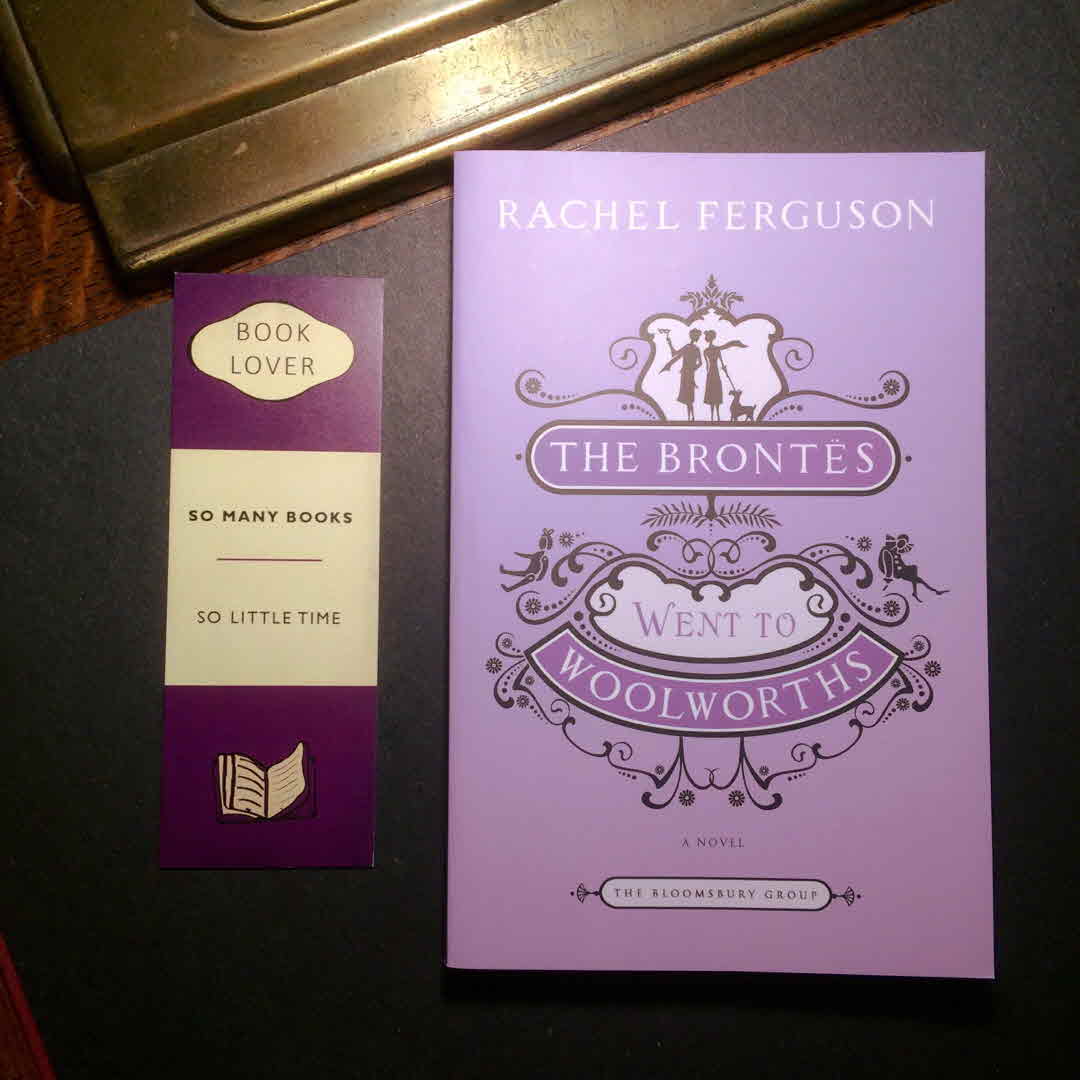 BOOK
LOVER
SO MANY BOOKS
SO LITTLE TIME
RACHEL FERGUSON
THE BRONTËS
WENT TO
WOOLWORTHS
A NOVEL
THE BLOOMSBURY GROUP